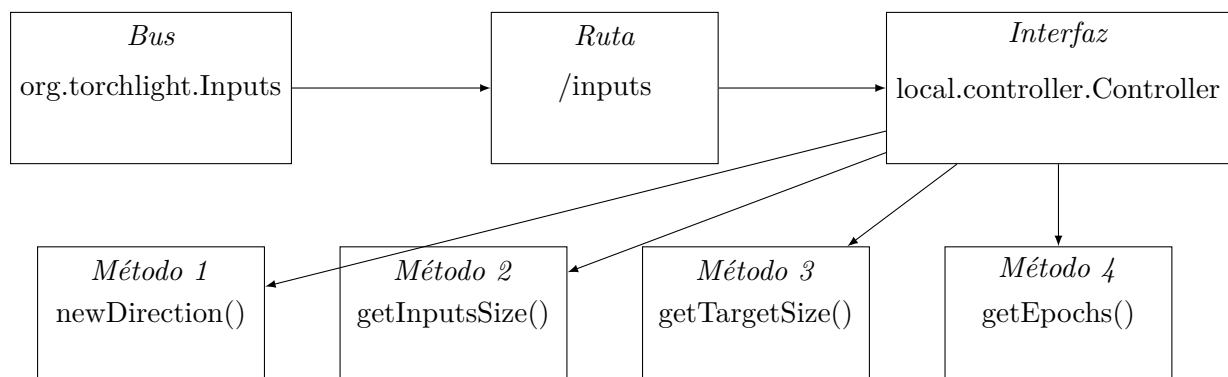 Bus
org.torchlight.Inputs
Ruta
/inputs
Interfaz
local.controller.Controller
Método 1
newDirection()
Método 2
getInputsSize()
Método 3
getTargetSize()
Método 4
getEpochs()